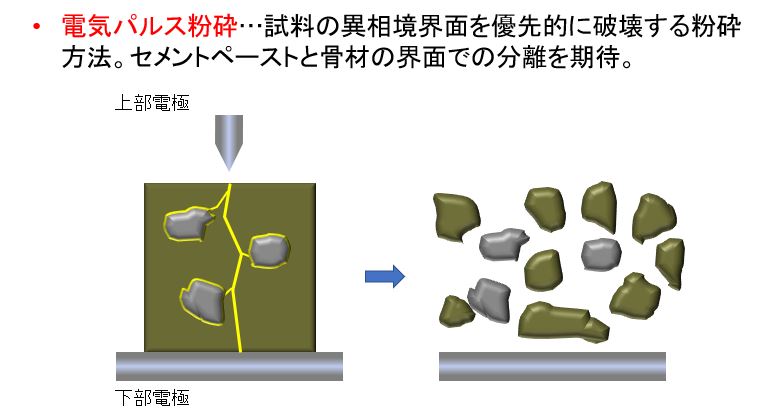 • 電気パルス粉砕…試料の異相境界面を優先的に破壊する粉砕
方法。セメントペーストと骨材の界面での分離を期待。
上部電極
下部電極